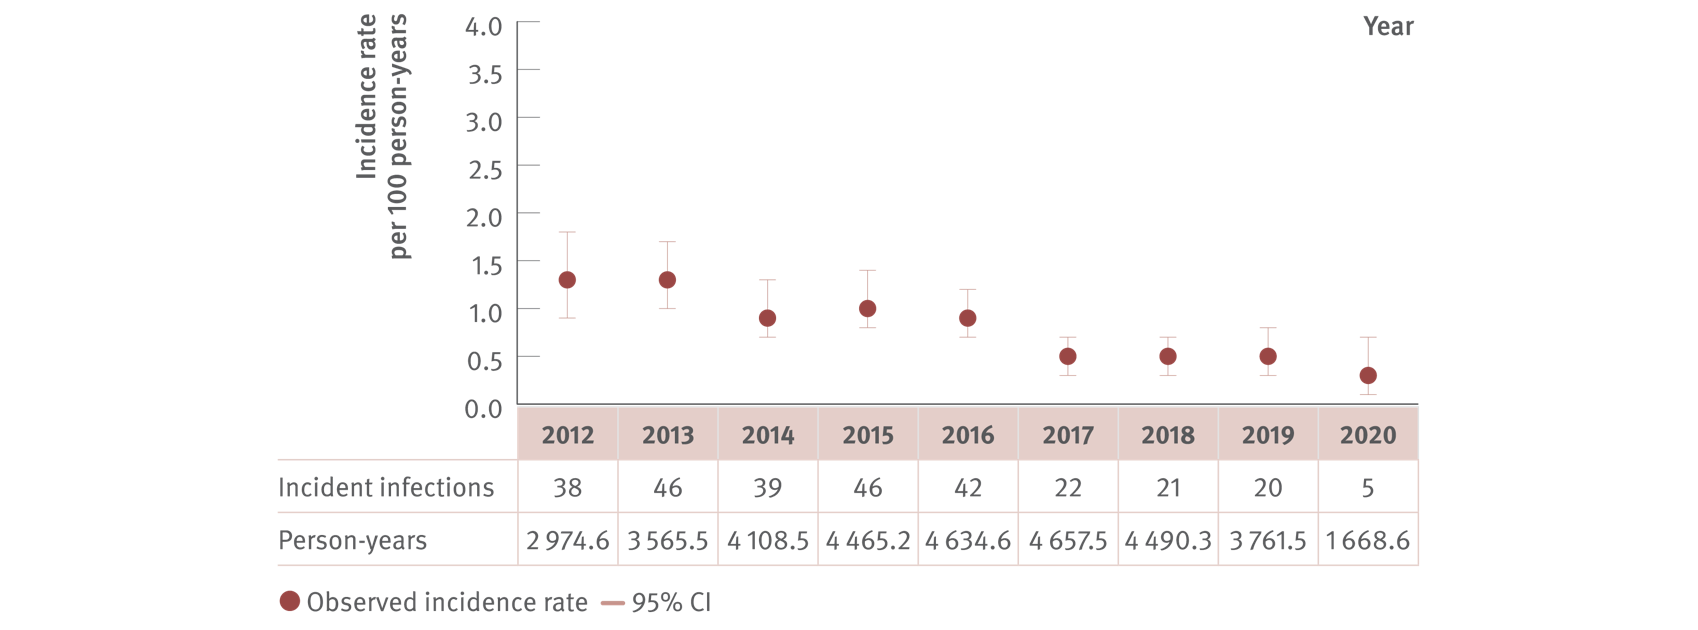 Incidence rate
per 100 person-years
Year
4.0
3.5
3.0
2.5
2.0
1.5
1.0
0.5
0.0
2012 2013 2014 2015 2016 2017 2018 2019 2020
Incident infections 38 46 39 46 42 22 21 20 5
Person-years 2 974.6 3 565.5 4 108.5 4 465.2 4 634.6 4 657.5 4 490.3 3 761.5 1 668.6
Observed incidence rate 95% CI